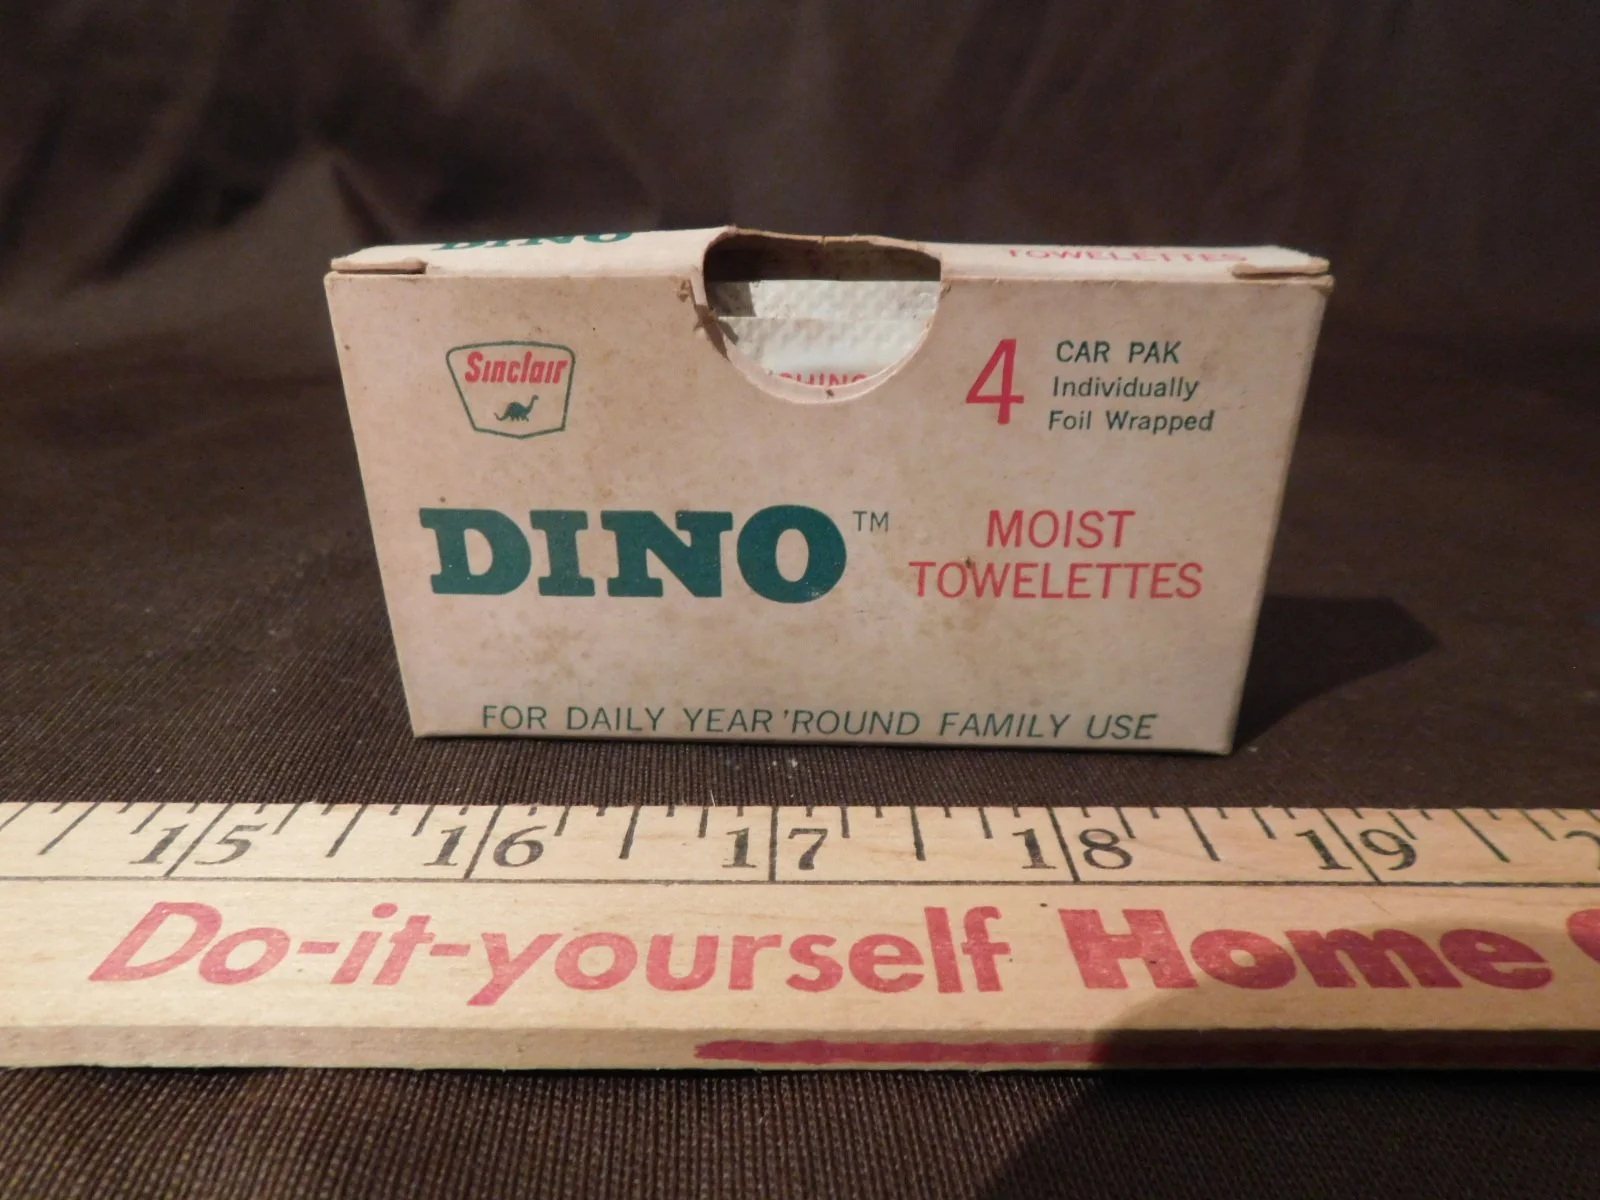 DINO
TOWELETTES
Sinclair
4
CAR PAK
Individually
Foil Wrapped
DINO™
MOIST
TOWELETTES
FOR DAILY YEAR 'ROUND FAMILY USE
15 16 17 18 19
Do-it-yourself Home